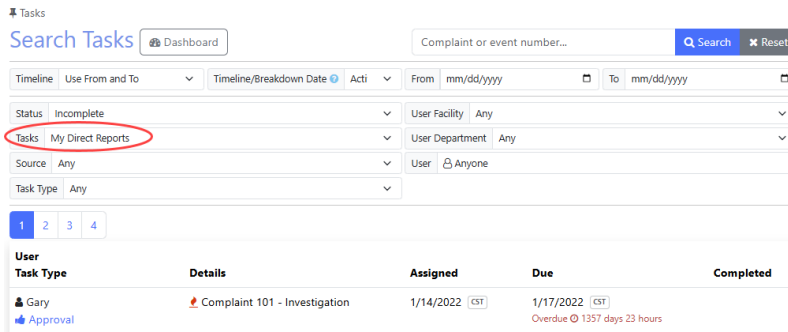 Tasks
Search Tasks Dashboard Complaint or event number... Search Reset
Timeline Use From and To Timeline/Breakdown Date Acti From mm/dd/yyyy To mm/dd/yyyy
Status Incomplete User Facility Any
Tasks My Direct Reports User Department Any
Source Any User Anyone
Task Type Any
1 2 3 4
User
Task Type Details Assigned Due Completed
Gary Complaint 101 - Investigation 1/14/2022 CST 1/17/2022 CST
Approval Overdue 1357 days 23 hours